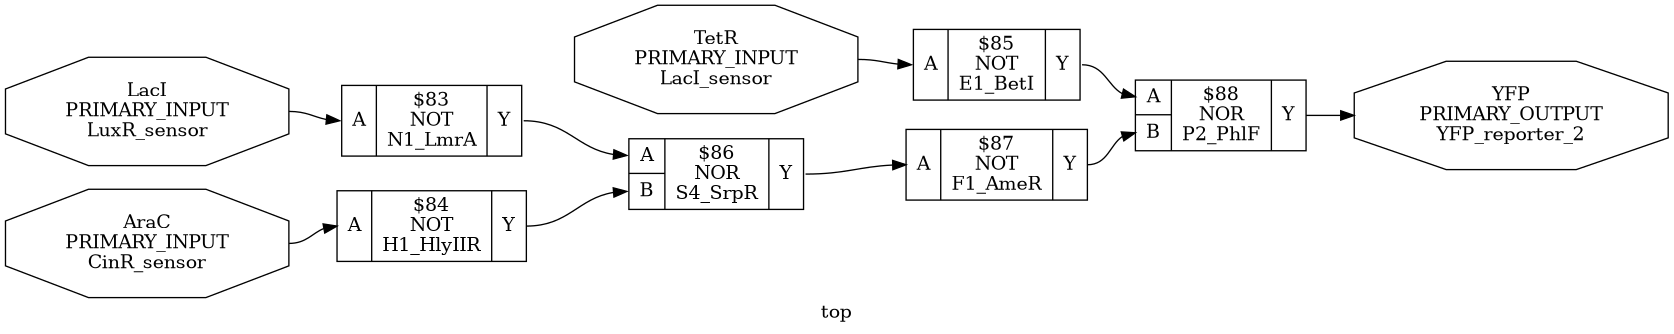 LacI
PRIMARY_INPUT
LuxR_sensor
AraC
PRIMARY_INPUT
CinR_sensor
A
$83
NOT
N1_LmrA
Y
A
$84
NOT
H1_HlyIIR
Y
TetR
PRIMARY_INPUT
LacI_sensor
A
B
$86
NOR
S4_SrpR
Y
A
$85
NOT
E1_BetI
Y
A
$87
NOT
F1_AmeR
Y
A
B
$88
NOR
P2_PhlF
Y
YFP
PRIMARY_OUTPUT
YFP_reporter_2
top